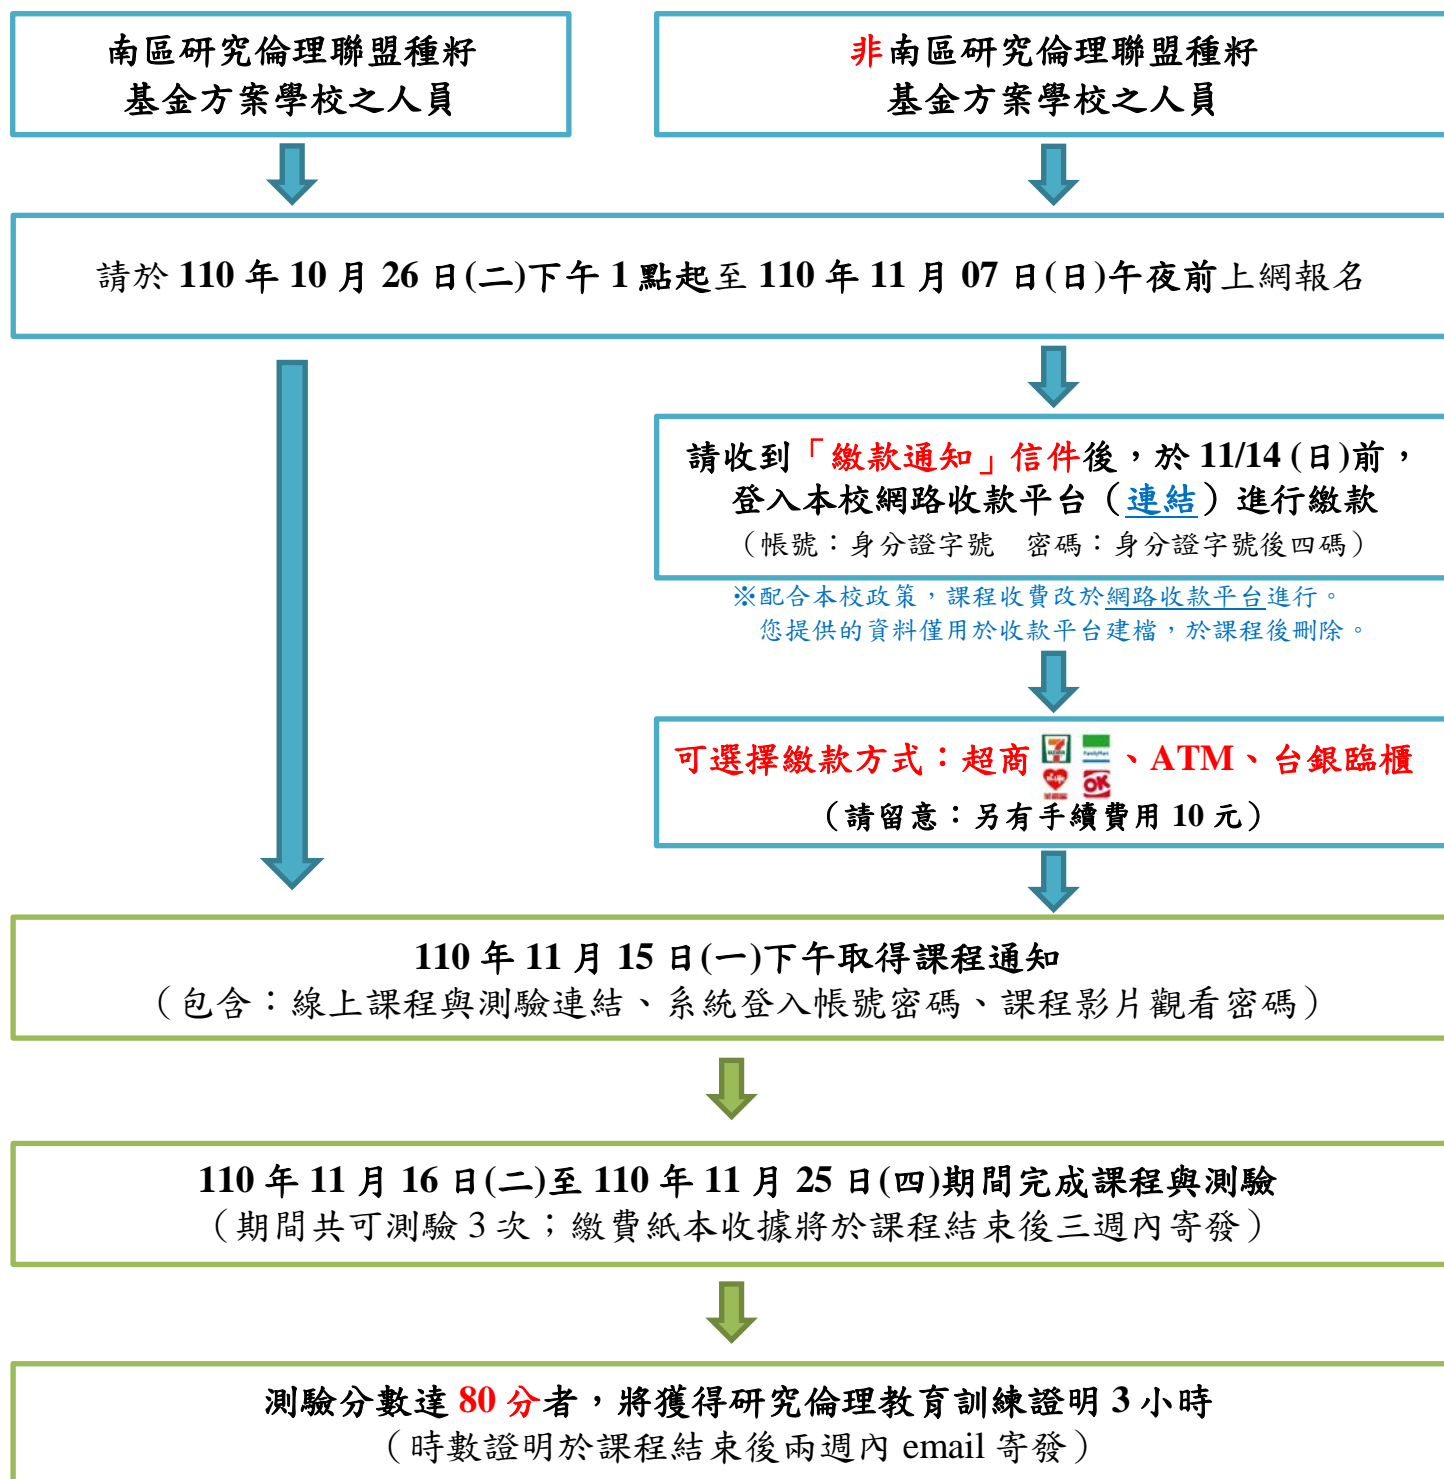 南區研究倫理聯盟種籽
基金方案學校之人員
非南區研究倫理聯盟種籽
基金方案學校之人員
請於 110 年 10 月 26 日(二)下午 1 點起至 110 年 11 月 07 日(日)午夜前上網報名
請收到「繳款通知」信件後，於 11/14 (日)前，
登入本校網路收款平台（連結）進行繳款
（帳號：身分證字號　密碼：身分證字號後四碼）
※配合本校政策，課程收費改於網路收款平台進行。
您提供的資料僅用於收款平台建檔，於課程後刪除。
可選擇繳款方式：超商 7 FamilyMart OK、ATM、台銀臨櫃
（請留意：另有手續費用 10 元）
110 年 11 月 15 日(一)下午取得課程通知
（包含：線上課程與測驗連結、系統登入帳號密碼、課程影片觀看密碼）
110 年 11 月 16 日(二)至 110 年 11 月 25 日(四)期間完成課程與測驗
（期間共可測驗 3 次；繳費紙本收據將於課程結束後三週內寄發）
測驗分數達 80 分者，將獲得研究倫理教育訓練證明 3 小時
（時數證明於課程結束後兩週內 email 寄發）